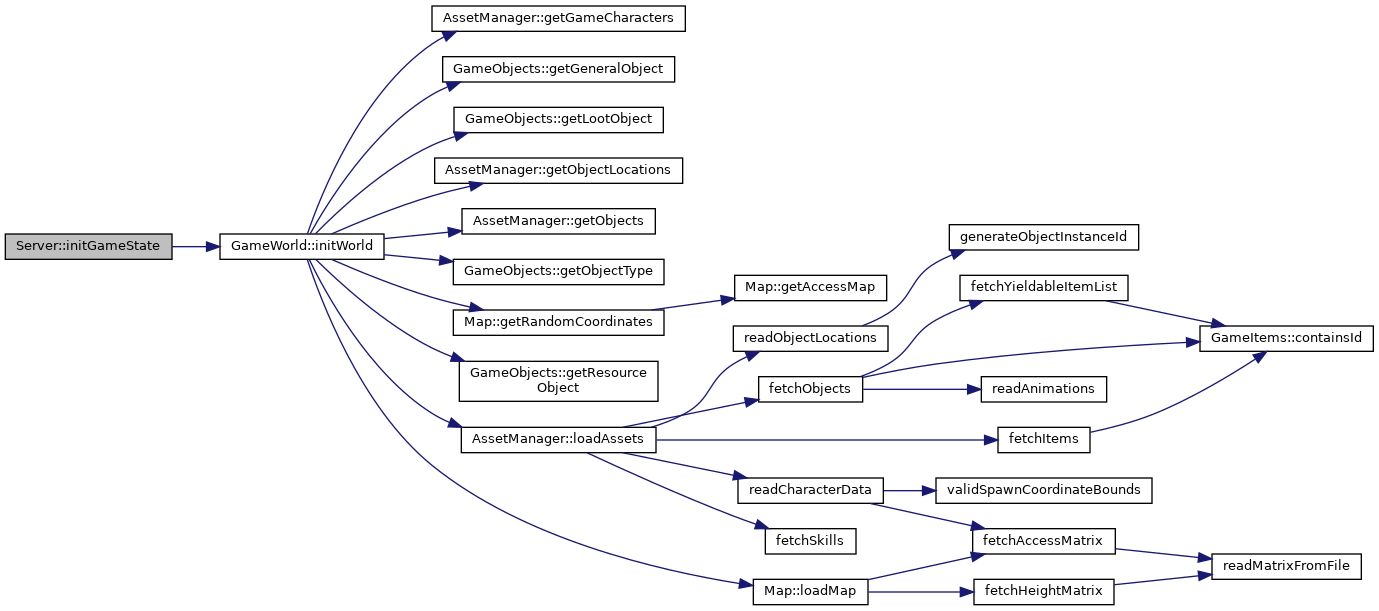 Server::initGameState
GameWorld::initWorld
AssetManager::getGameCharacters
GameObjects::getGeneralObject
GameObjects::getLootObject
AssetManager::getObjectLocations
AssetManager::getObjects
GameObjects::getObjectType
Map::getRandomCoordinates
GameObjects::getResource
Object
AssetManager::loadAssets
Map::getAccessMap
readObjectLocations
fetchObjects
readCharacterData
fetchSkills
Map::loadMap
generateObjectInstanceId
fetchYieldableItemList
readAnimations
fetchItems
validSpawnCoordinateBounds
fetchAccessMatrix
fetchHeightMatrix
GameItems::containsId
readMatrixFromFile